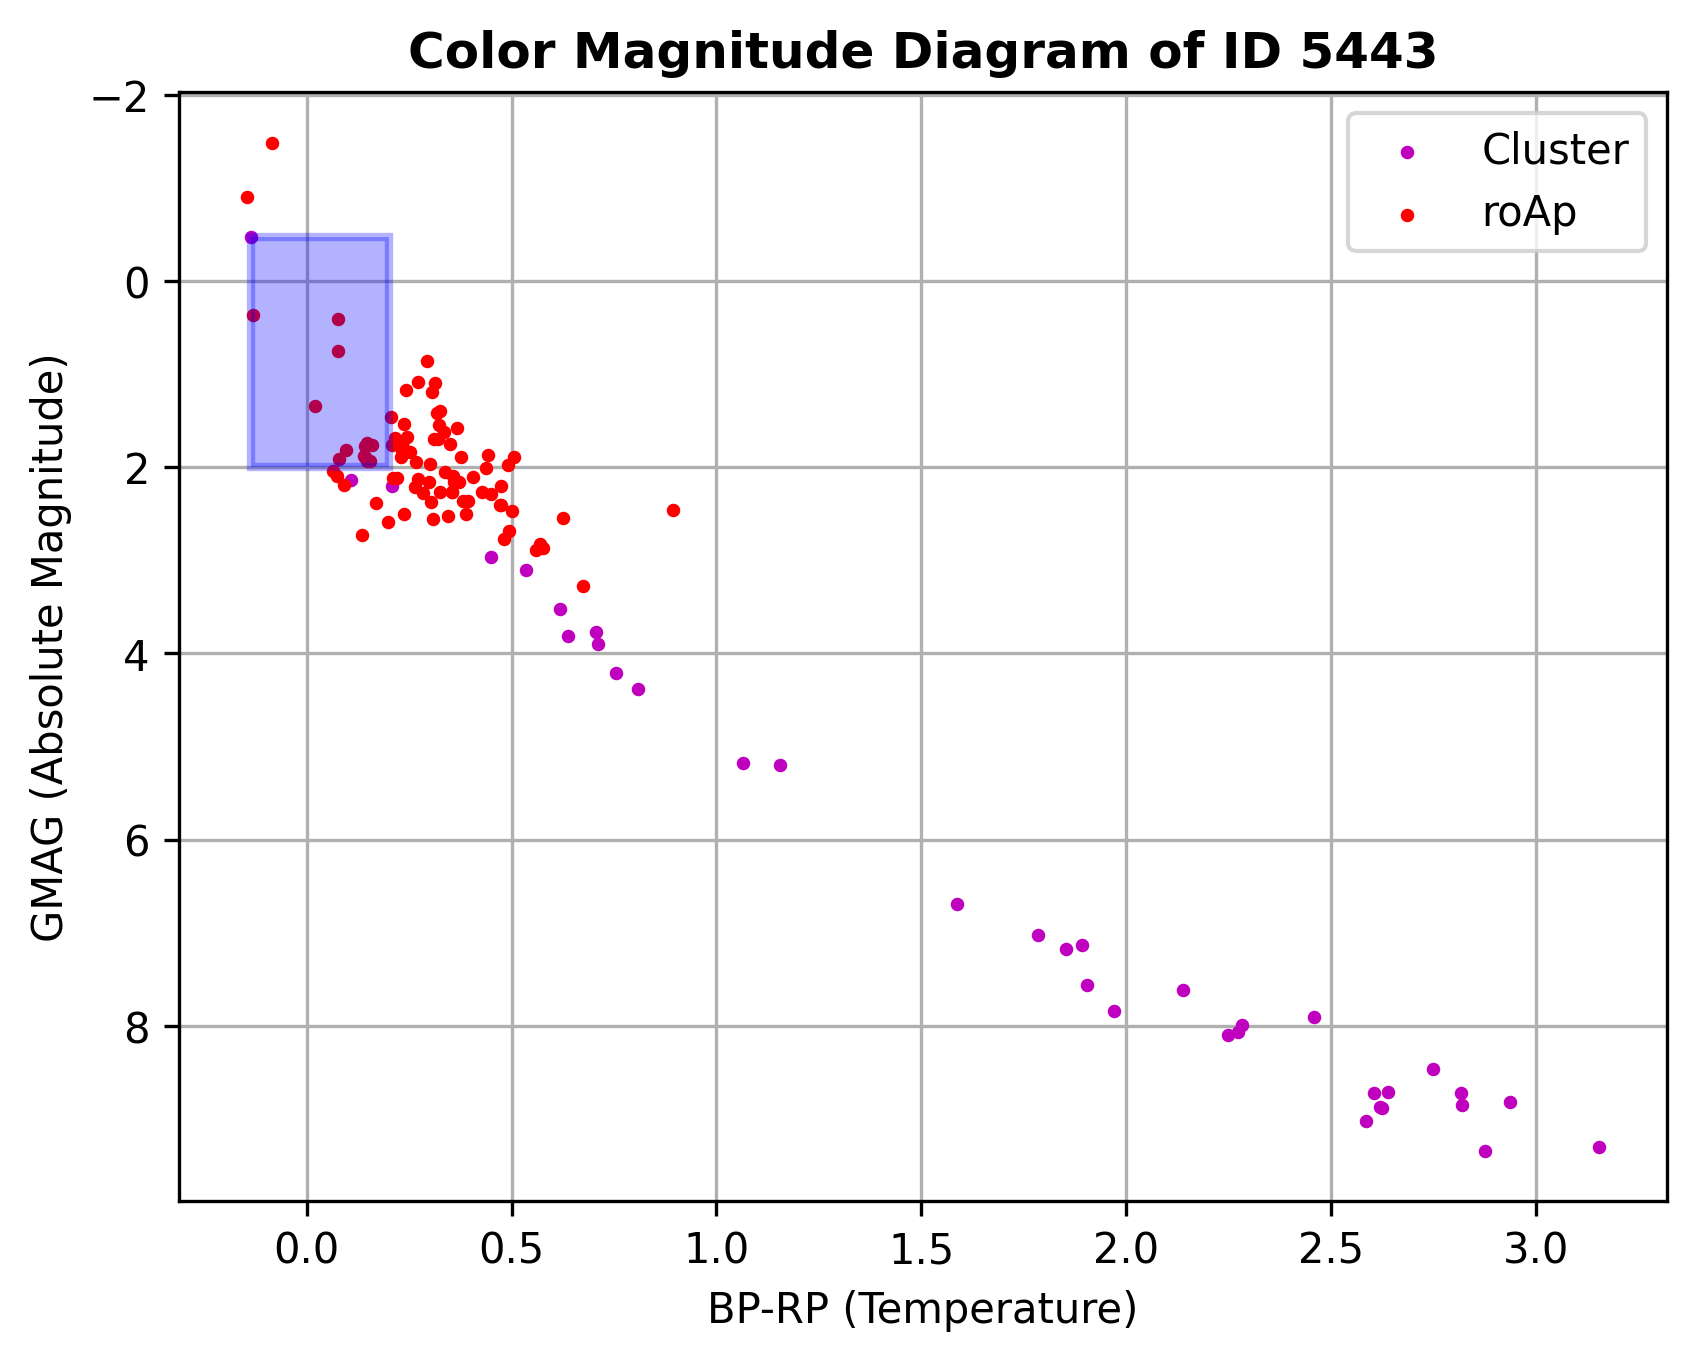 Color Magnitude Diagram of ID 5443
Cluster
roAp
GMAG (Absolute Magnitude)
−2
0
2
4
6
8
0.0 0.5 1.0 1.5 2.0 2.5 3.0
BP-RP (Temperature)